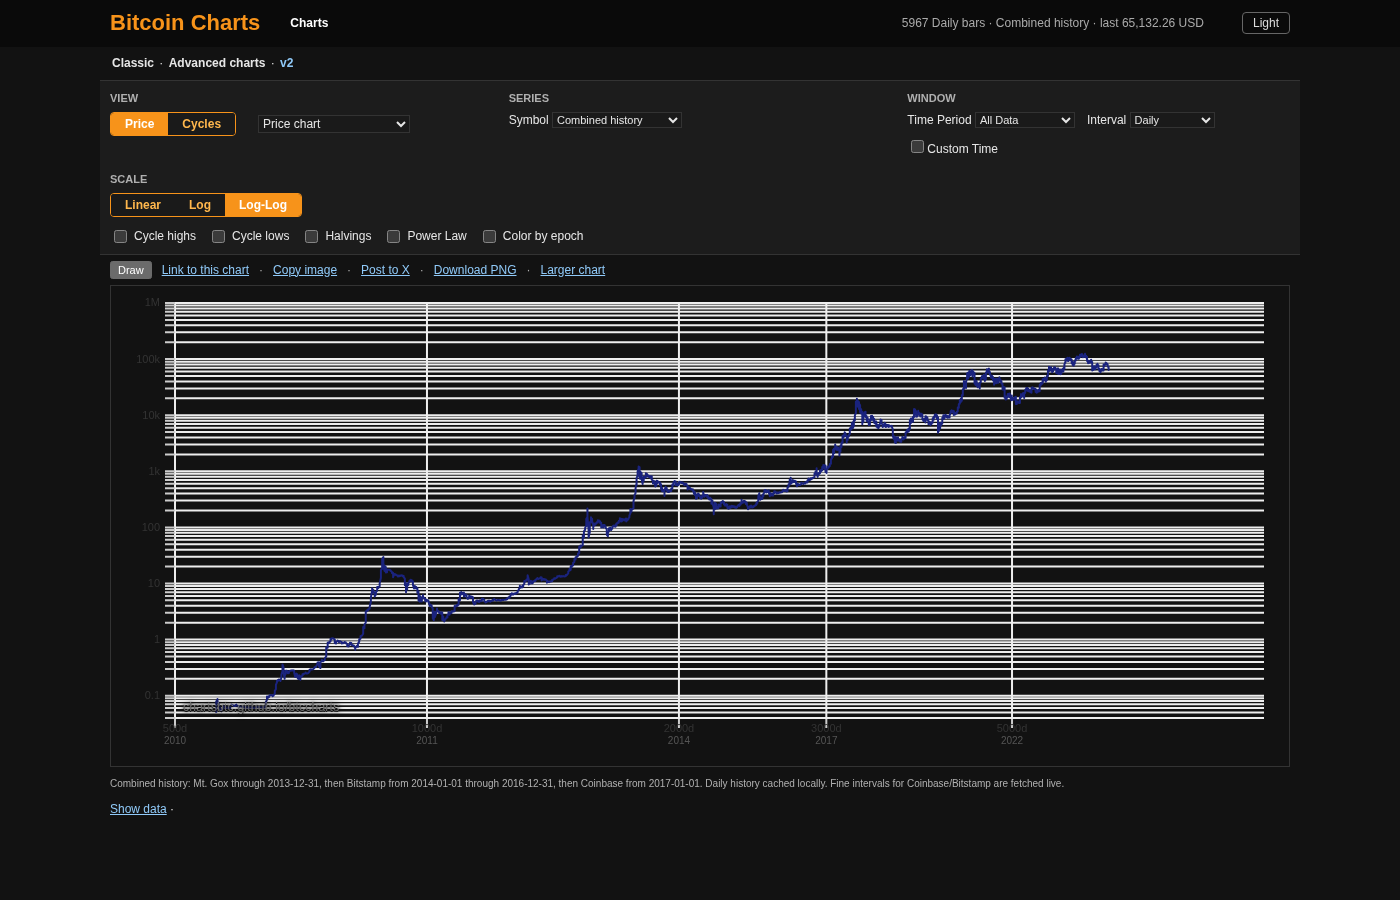 Bitcoin Charts Charts 5967 Daily bars · Combined history · last 65,132.26 USD Light
Classic · Advanced charts · v2
VIEW SERIES WINDOW
Price Cycles Price chart Symbol Combined history Time Period All Data Interval Daily
Custom Time
SCALE
Linear Log Log-Log
Cycle highs Cycle lows Halvings Power Law Color by epoch
Draw Link to this chart · Copy image · Post to X · Download PNG · Larger chart
1M
100k
10k
1k
100
10
1
0.1
500d 1000d 2000d 3000d 5000d
2010 2011 2014 2017 2022
Combined history: Mt. Gox through 2013-12-31, then Bitstamp from 2014-01-01 through 2016-12-31, then Coinbase from 2017-01-01. Daily history cached locally. Fine intervals for Coinbase/Bitstamp are fetched live.
Show data ·